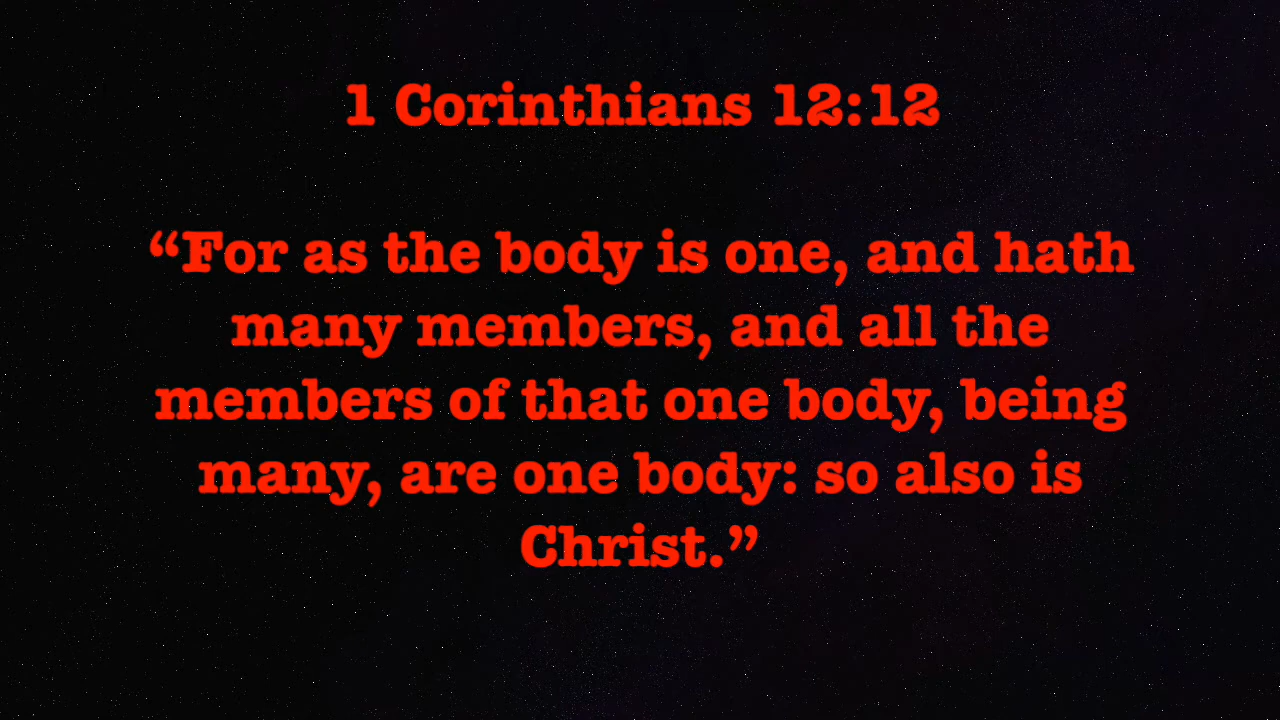 1 Corinthians 12:12
“For as the body is one, and hath
many members, and all the
members of that one body, being
many, are one body: so also is
Christ.”